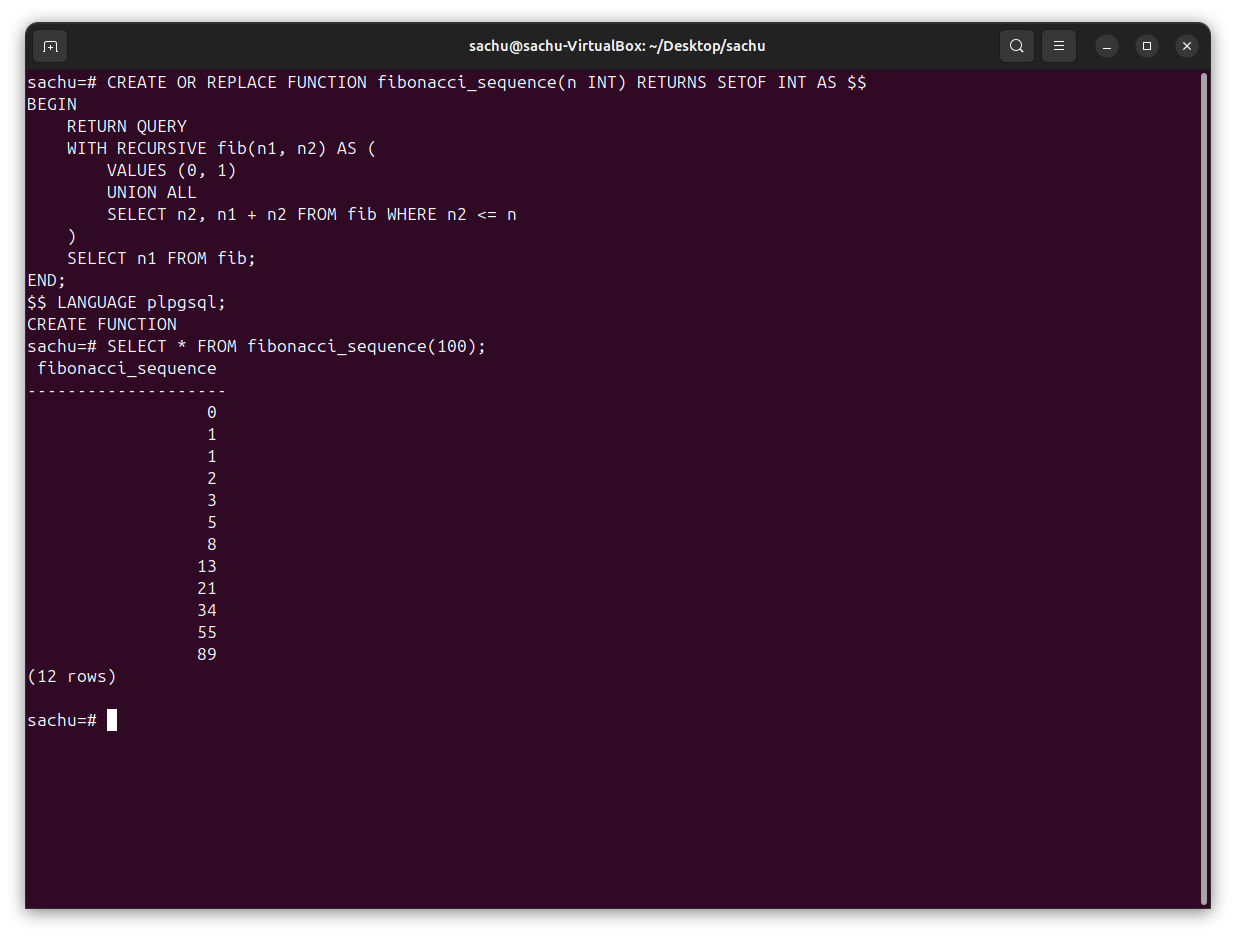 sachu@sachu-VirtualBox: ~/Desktop/sachu
sachu=# CREATE OR REPLACE FUNCTION fibonacci_sequence(n INT) RETURNS SETOF INT AS $$
BEGIN
    RETURN QUERY
    WITH RECURSIVE fib(n1, n2) AS (
        VALUES (0, 1)
        UNION ALL
        SELECT n2, n1 + n2 FROM fib WHERE n2 <= n
    )
    SELECT n1 FROM fib;
END;
$$ LANGUAGE plpgsql;
CREATE FUNCTION
sachu=# SELECT * FROM fibonacci_sequence(100);
 fibonacci_sequence
--------------------
                  0
                  1
                  1
                  2
                  3
                  5
                  8
                 13
                 21
                 34
                 55
                 89
(12 rows)
sachu=#